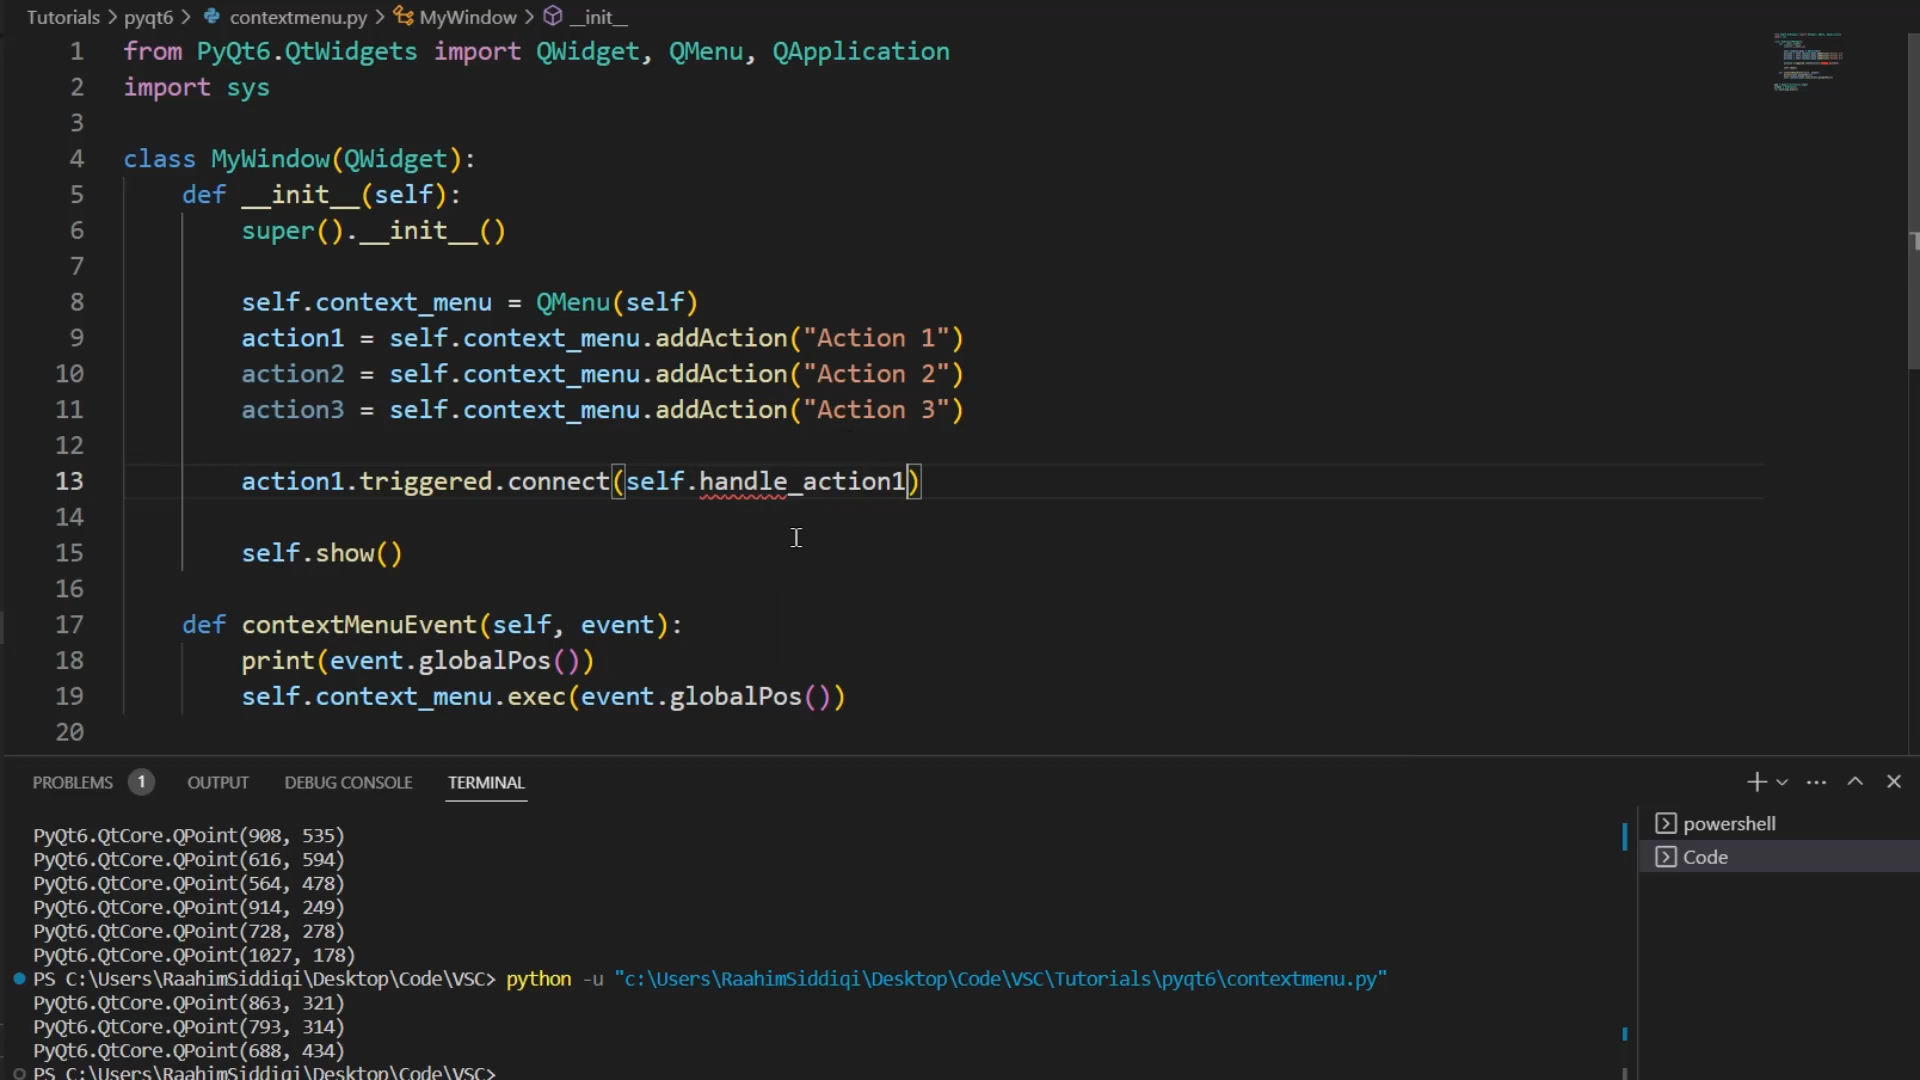 Tutorials > pyqt6 > contextmenu.py > MyWindow > __init__
1 from PyQt6.QtWidgets import QWidget, QMenu, QApplication
2 import sys
3
4 class MyWindow(QWidget):
5 def __init__(self):
6 super().__init__()
7
8 self.context_menu = QMenu(self)
9 action1 = self.context_menu.addAction("Action 1")
10 action2 = self.context_menu.addAction("Action 2")
11 action3 = self.context_menu.addAction("Action 3")
12
13 action1.triggered.connect(self.handle_action1)
14
15 self.show()
16
17 def contextMenuEvent(self, event):
18 print(event.globalPos())
19 self.context_menu.exec(event.globalPos())
20
PROBLEMS 1 OUTPUT DEBUG CONSOLE TERMINAL
PyQt6.QtCore.QPoint(908, 535)
PyQt6.QtCore.QPoint(616, 594)
PyQt6.QtCore.QPoint(564, 478)
PyQt6.QtCore.QPoint(914, 249)
PyQt6.QtCore.QPoint(728, 278)
PyQt6.QtCore.QPoint(1027, 178)
PS C:\Users\RaahimSiddiqi\Desktop\Code\VSC> python -u "c:\Users\RaahimSiddiqi\Desktop\Code\VSC\Tutorials\pyqt6\contextmenu.py"
PyQt6.QtCore.QPoint(863, 321)
PyQt6.QtCore.QPoint(793, 314)
PyQt6.QtCore.QPoint(688, 434)
PS C:\Users\RaahimSiddiqi\Desktop\Code\VSC>
powershell
Code